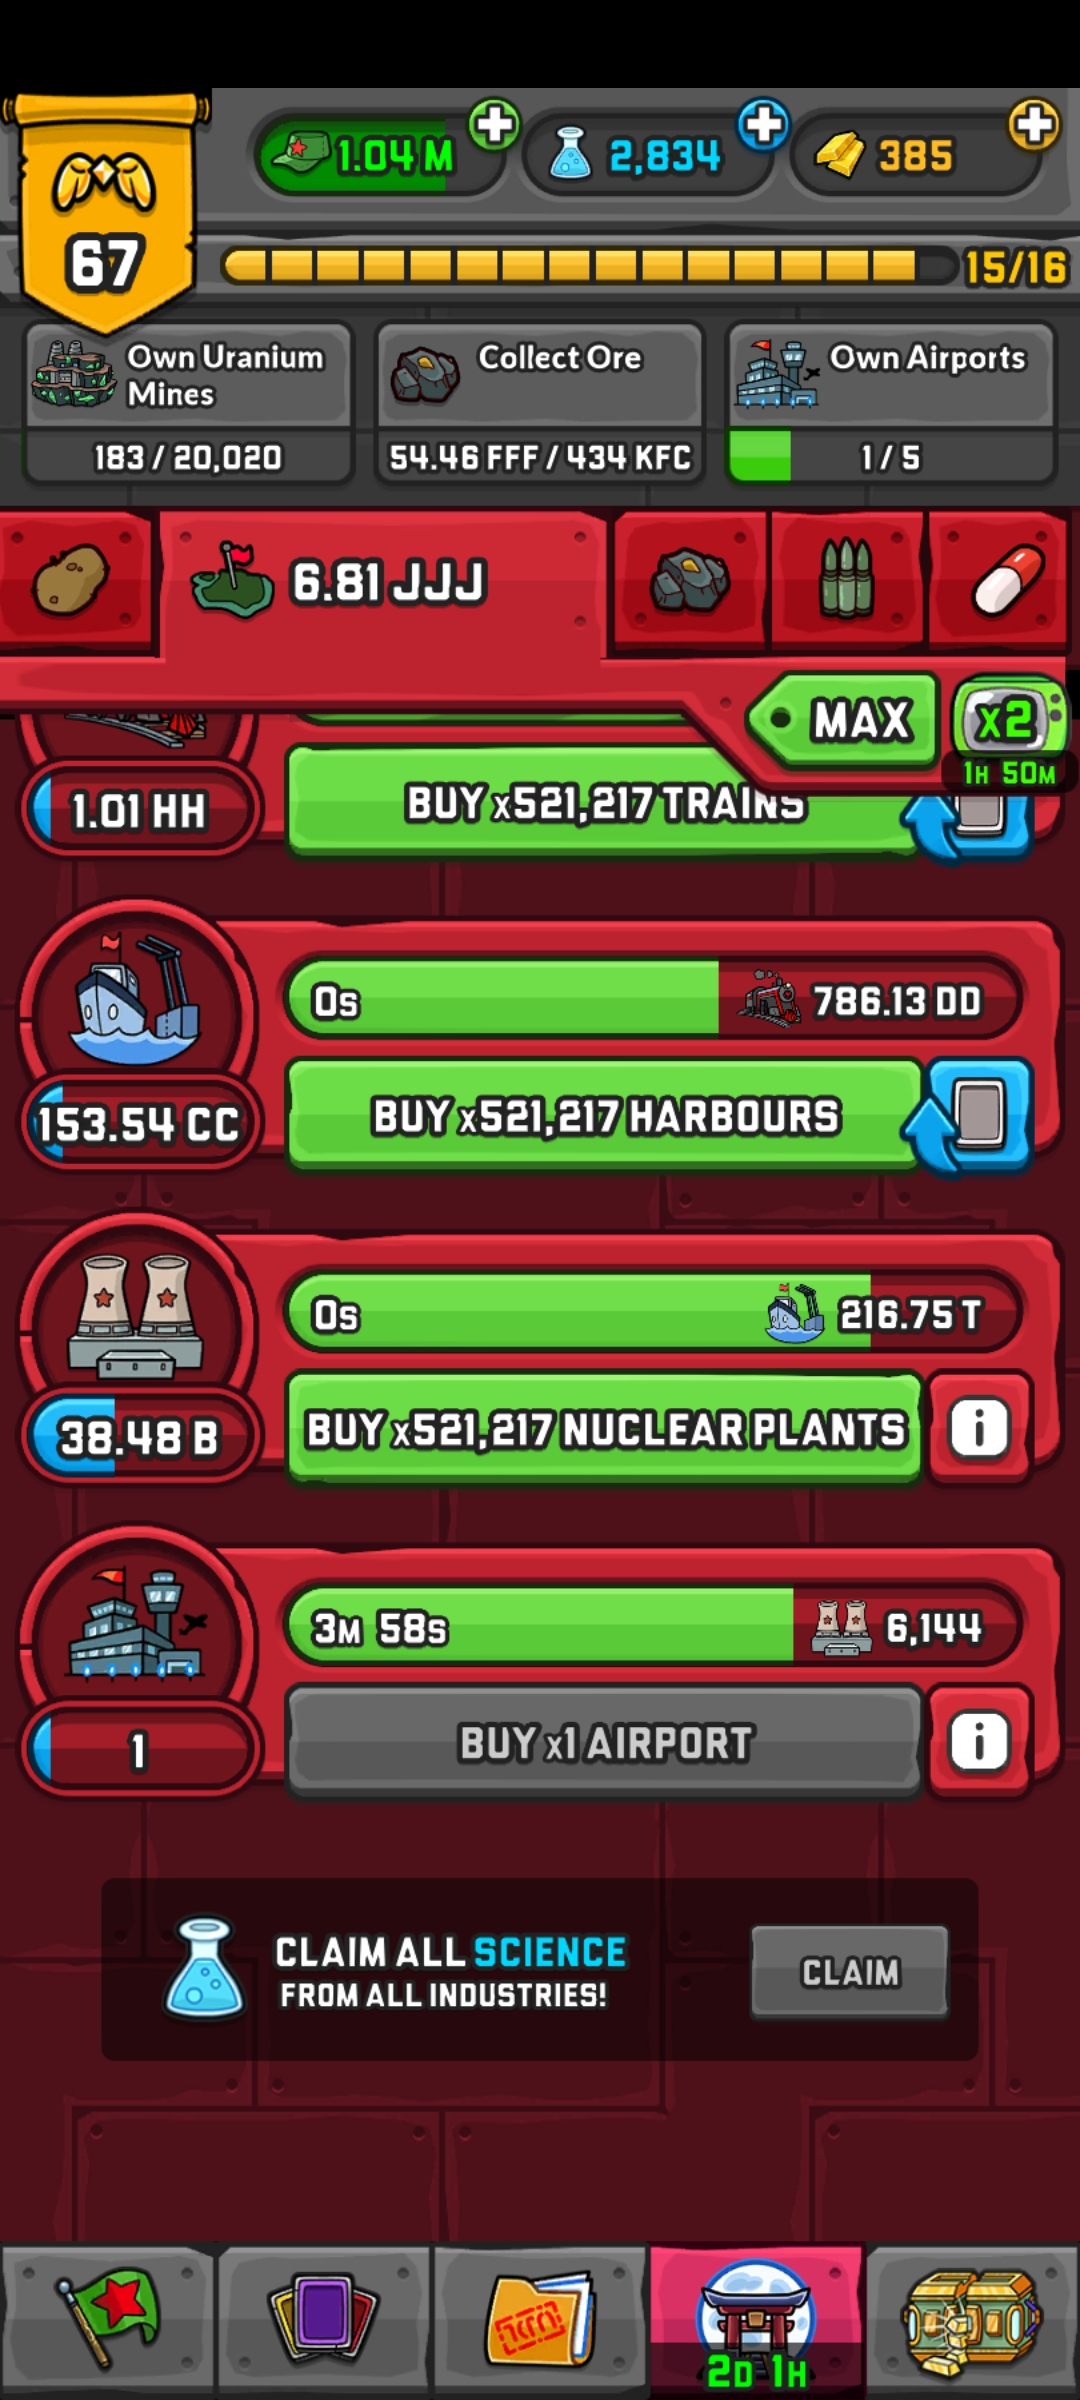 1.04 M
2,834
385
67
15/16
Own Uranium
Mines
Collect Ore
Own Airports
183 / 20,020
54.46 FFF / 434 KFC
1 / 5
6.81 JJJ
MAX
x2
1H 50M
1.01 HH
BUY x521,217 TRAINS
0s
786.13 DD
153.54 CC
BUY x521,217 HARBOURS
0s
216.75 T
38.48 B
BUY x521,217 NUCLEAR PLANTS
i
3M 58s
6,144
1
BUY x1 AIRPORT
i
CLAIM ALL SCIENCE
FROM ALL INDUSTRIES!
CLAIM
2D 1H